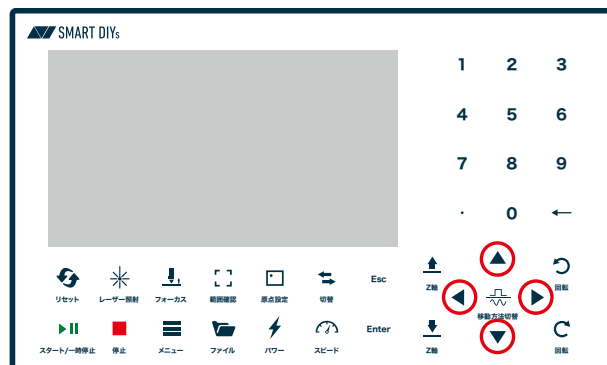 SMART DIYs
1 2 3
4 5 6
7 8 9
. 0 ←
リセット レーザー照射 フォーカス 範囲確認 原点設定 切替 Esc Z軸 回転
移動方法切替
スタート/一時停止 停止 メニュー ファイル パワー スピード Enter Z軸 回転